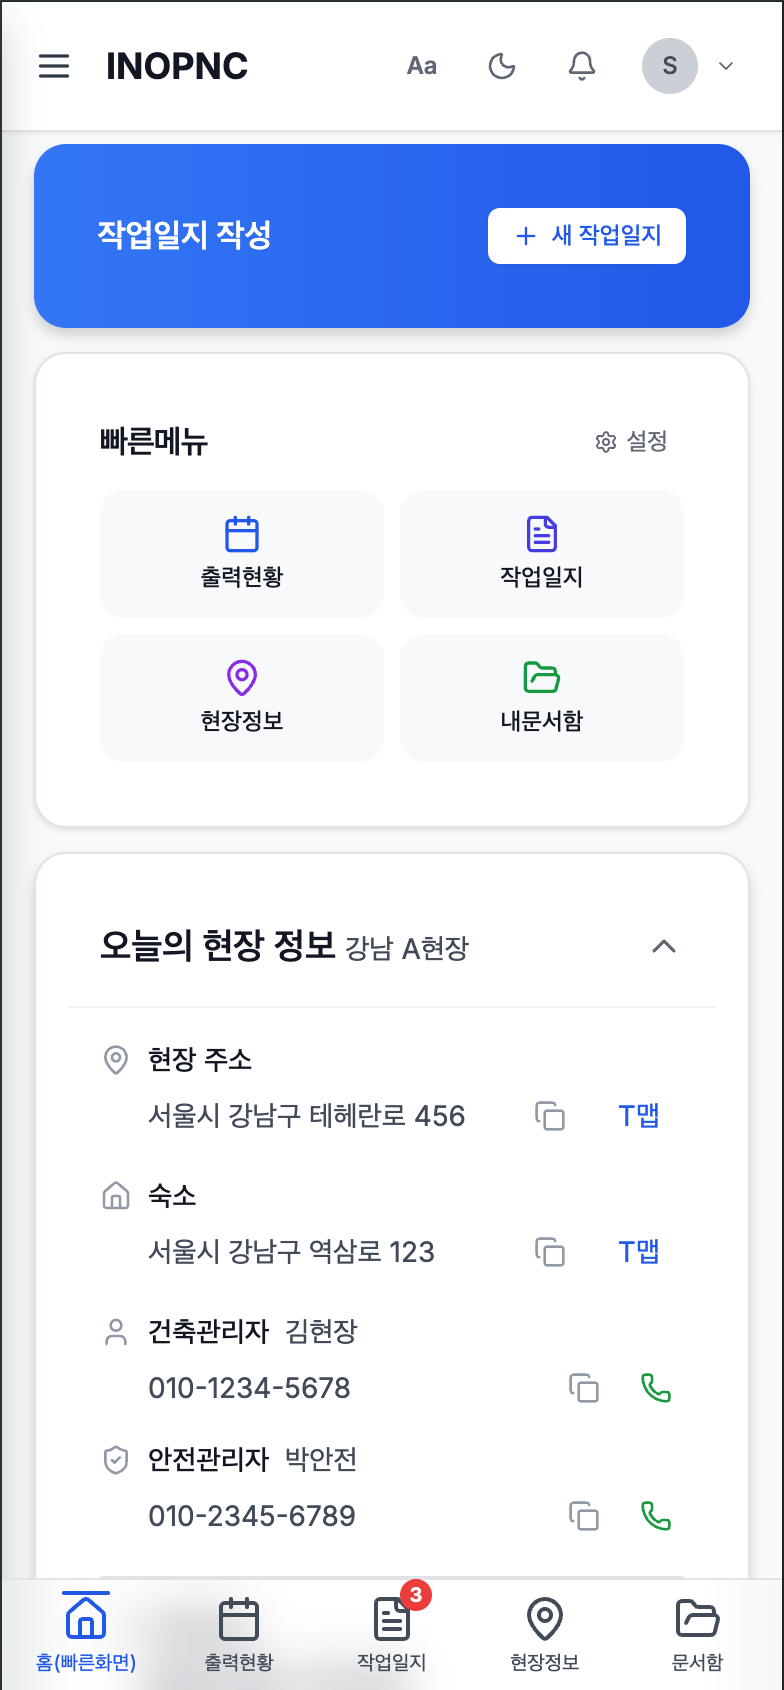 INOPNC Aa S
작업일지 작성 + 새 작업일지
빠른메뉴 설정
출력현황 작업일지
현장정보 내문서함
오늘의 현장 정보 강남 A현장
현장 주소
서울시 강남구 테헤란로 456 T맵
숙소
서울시 강남구 역삼로 123 T맵
건축관리자 김현장
010-1234-5678
안전관리자 박안전
010-2345-6789
3
홈(빠른화면) 출력현황 작업일지 현장정보 문서함